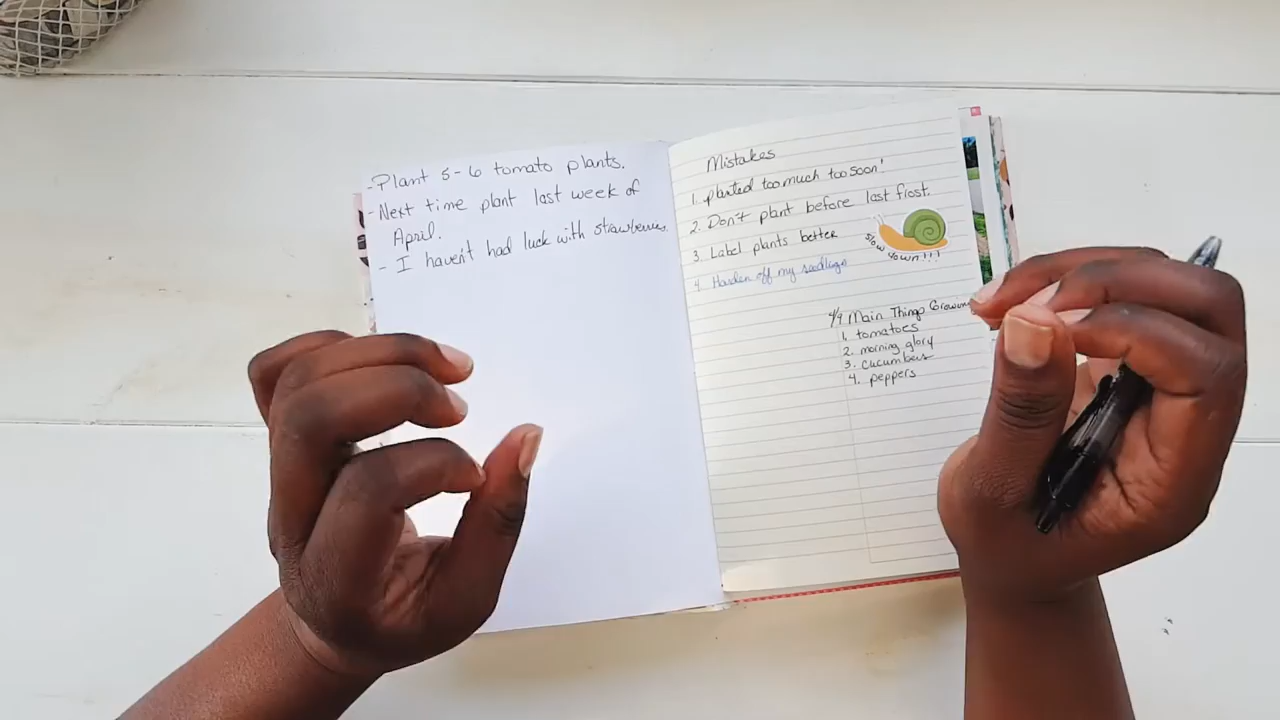 - Plant 5-6 tomato plants.
- Next time plant last week of
April.
- I haven't had luck with strawberries.
Mistakes
1. planted too much too soon!
2. Don't plant before last frost.
3. Label plants better
slow down!!!
4. Harden off my seedlings
4/9 Main Things Growing
1. tomatoes
2. morning glory
3. cucumbers
4. peppers